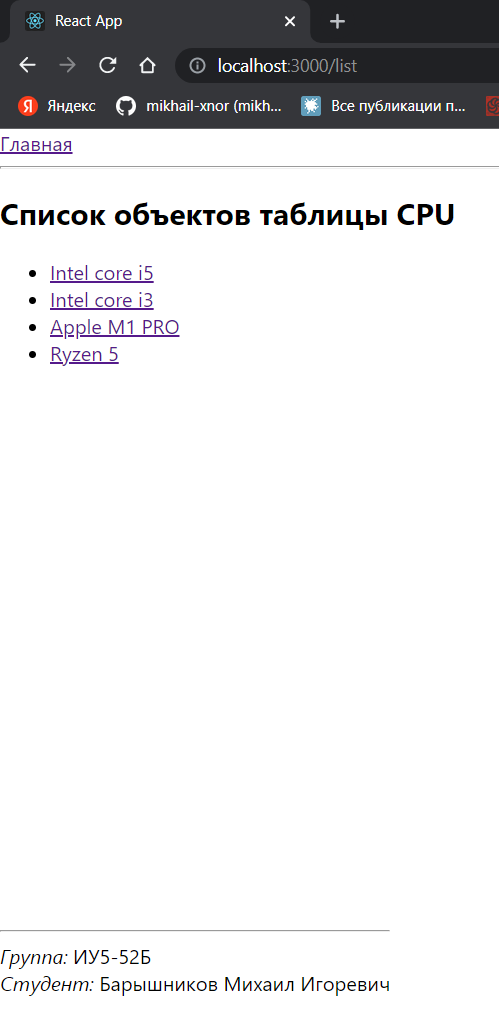 React App
localhost:3000/list
Яндекс
mikhail-xnor (mikh...
Все публикации п...
Главная
Список объектов таблицы CPU
Intel core i5
Intel core i3
Apple M1 PRO
Ryzen 5
Группа: ИУ5-52Б
Студент: Барышников Михаил Игоревич